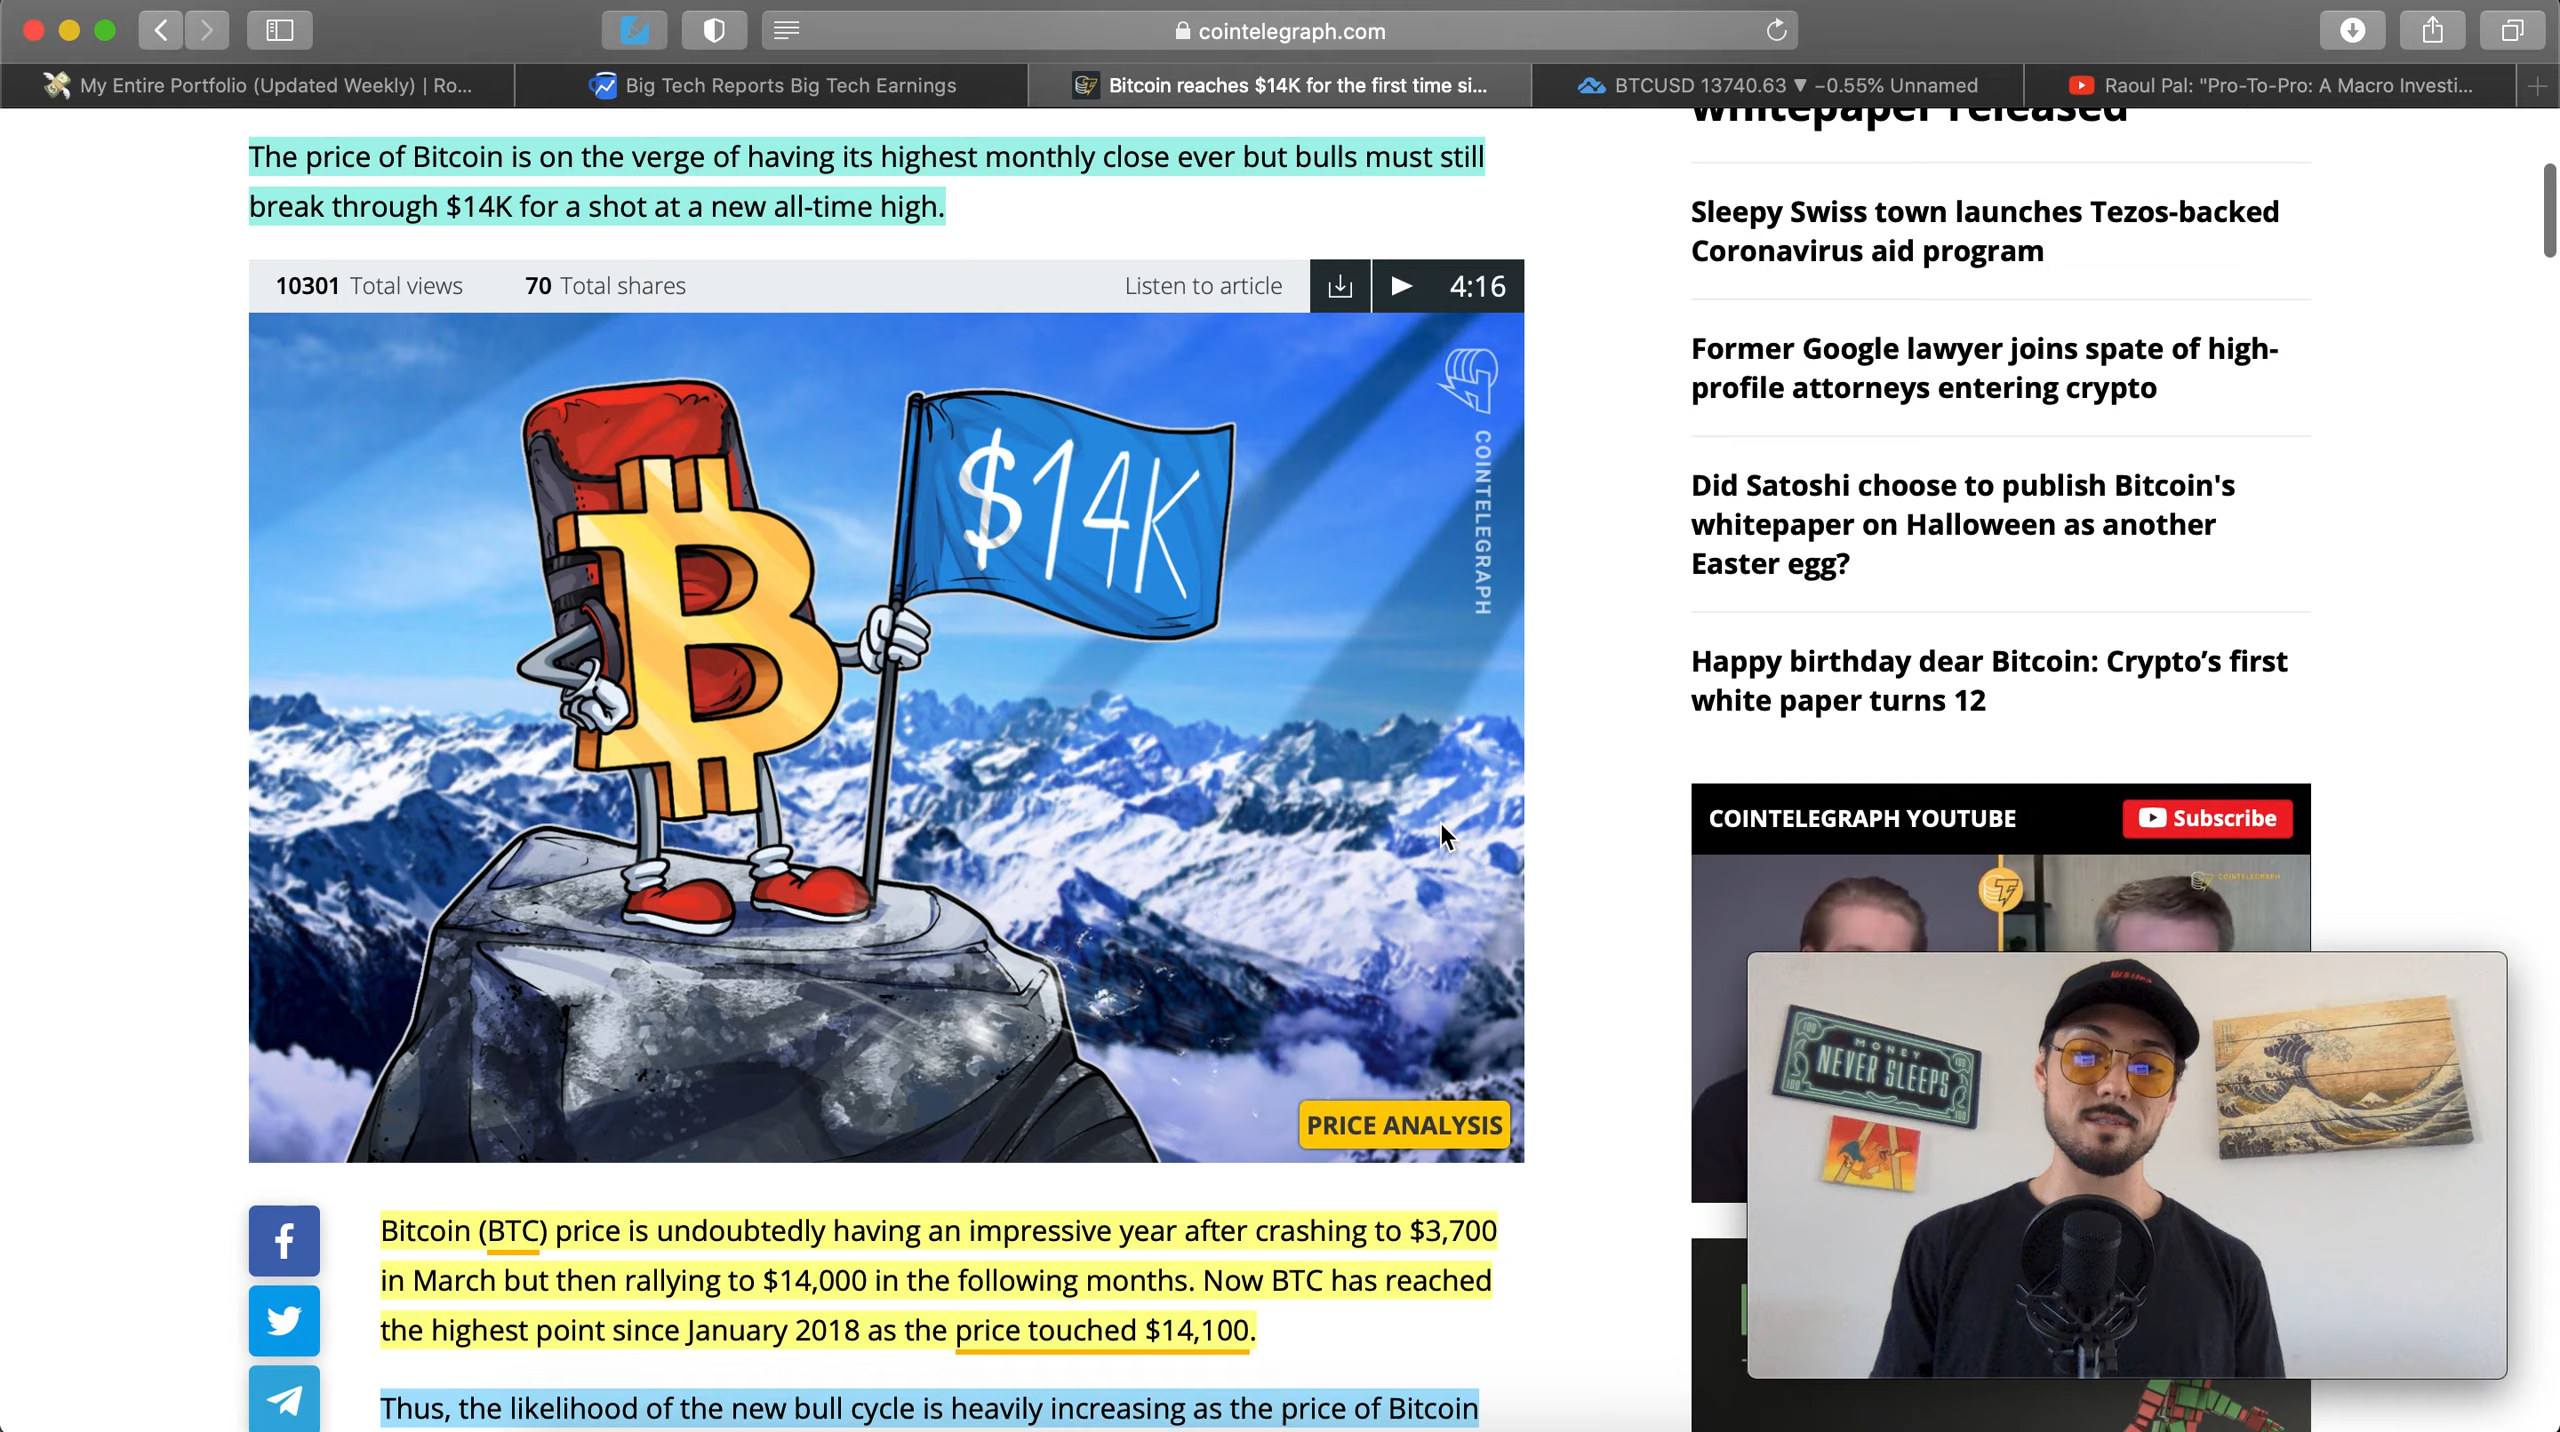 cointelegraph.com
My Entire Portfolio (Updated Weekly) | Ro...
Big Tech Reports Big Tech Earnings
Bitcoin reaches $14K for the first time si...
BTCUSD 13740.63 ▼ −0.55% Unnamed
Raoul Pal: "Pro-To-Pro: A Macro Investi...
The price of Bitcoin is on the verge of having its highest monthly close ever but bulls must still
break through $14K for a shot at a new all-time high.
10301 Total views
70 Total shares
Listen to article
4:16
$14K
COINTELEGRAPH
PRICE ANALYSIS
Bitcoin (BTC) price is undoubtedly having an impressive year after crashing to $3,700
in March but then rallying to $14,000 in the following months. Now BTC has reached
the highest point since January 2018 as the price touched $14,100.
Thus, the likelihood of the new bull cycle is heavily increasing as the price of Bitcoin
whitepaper released
Sleepy Swiss town launches Tezos-backed
Coronavirus aid program
Former Google lawyer joins spate of high-
profile attorneys entering crypto
Did Satoshi choose to publish Bitcoin's
whitepaper on Halloween as another
Easter egg?
Happy birthday dear Bitcoin: Crypto’s first
white paper turns 12
COINTELEGRAPH YOUTUBE
Subscribe
COINTELEGRAPH
100
100
MONEY
NEVER SLEEPS
100
100